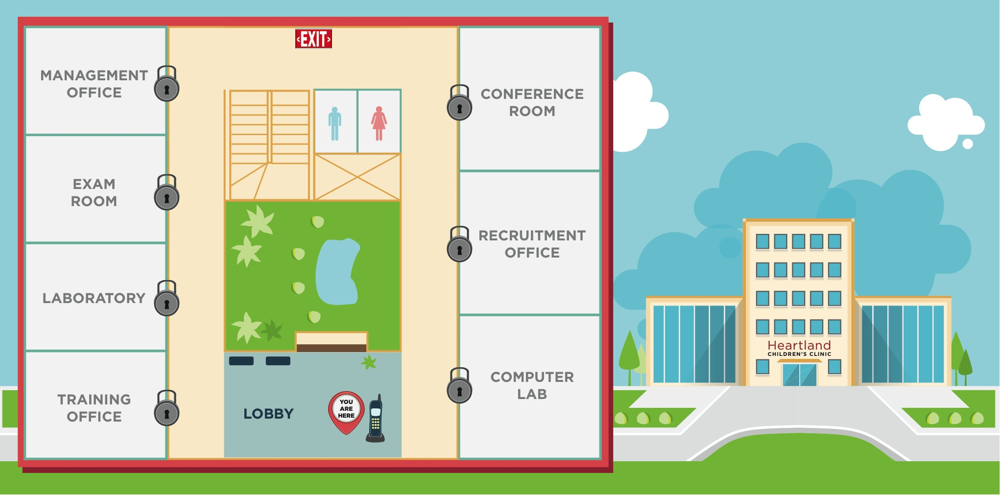 <EXIT>
MANAGEMENT
OFFICE
CONFERENCE
ROOM
EXAM
ROOM
RECRUITMENT
OFFICE
LABORATORY
TRAINING
OFFICE
COMPUTER
LAB
LOBBY
YOU
ARE
HERE
Heartland
CHILDREN'S CLINIC